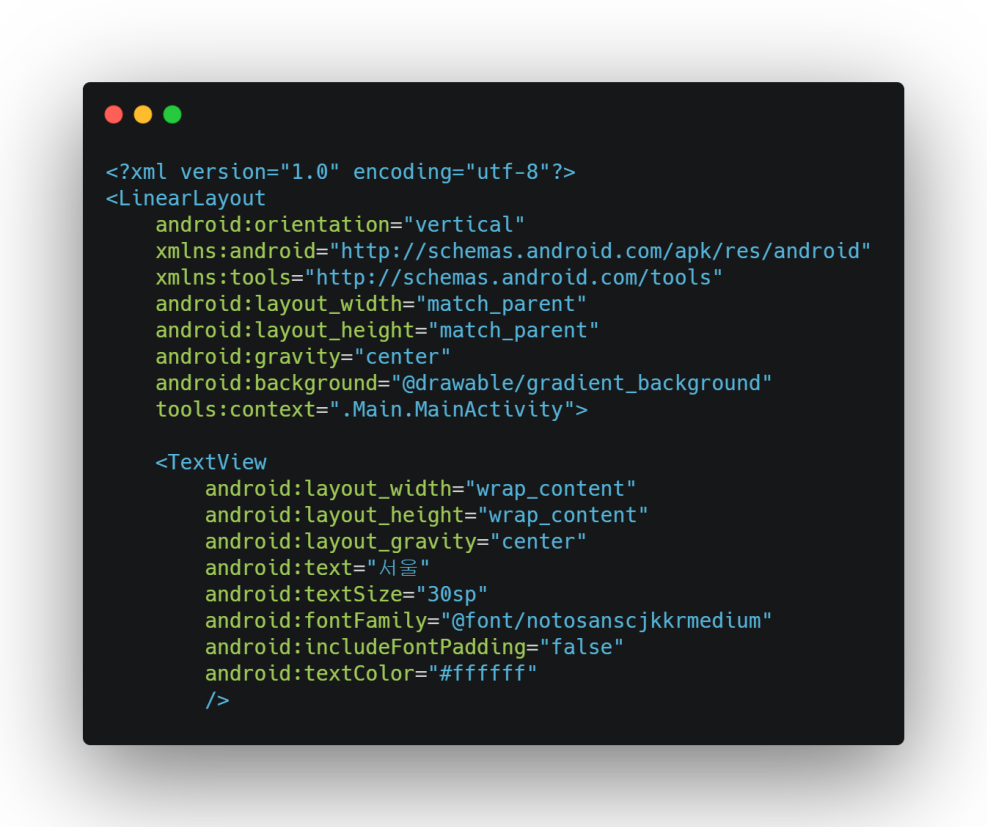 <?xml version="1.0" encoding="utf-8"?>
<LinearLayout
    android:orientation="vertical"
    xmlns:android="http://schemas.android.com/apk/res/android"
    xmlns:tools="http://schemas.android.com/tools"
    android:layout_width="match_parent"
    android:layout_height="match_parent"
    android:gravity="center"
    android:background="@drawable/gradient_background"
    tools:context=".Main.MainActivity">

    <TextView
        android:layout_width="wrap_content"
        android:layout_height="wrap_content"
        android:layout_gravity="center"
        android:text="서울"
        android:textSize="30sp"
        android:fontFamily="@font/notosanscjkkrmedium"
        android:includeFontPadding="false"
        android:textColor="#ffffff"
        />